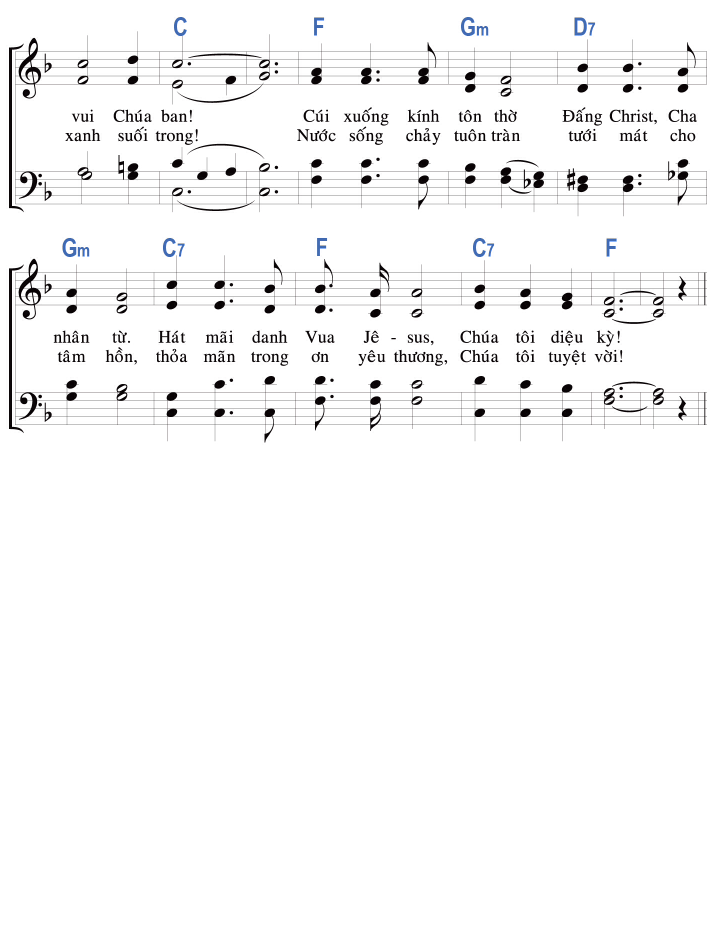 C F Gm D7
vui Chúa ban! Cúi xuống kính tôn thờ Đấng Christ, Cha
xanh suối trong! Nước sống chảy tuôn tràn tưới mát cho
Gm C7 F C7 F
nhân từ. Hát mãi danh Vua Jê - sus, Chúa tôi diệu kỳ!
tâm hồn, thỏa mãn trong ơn yêu thương, Chúa tôi tuyệt vời!